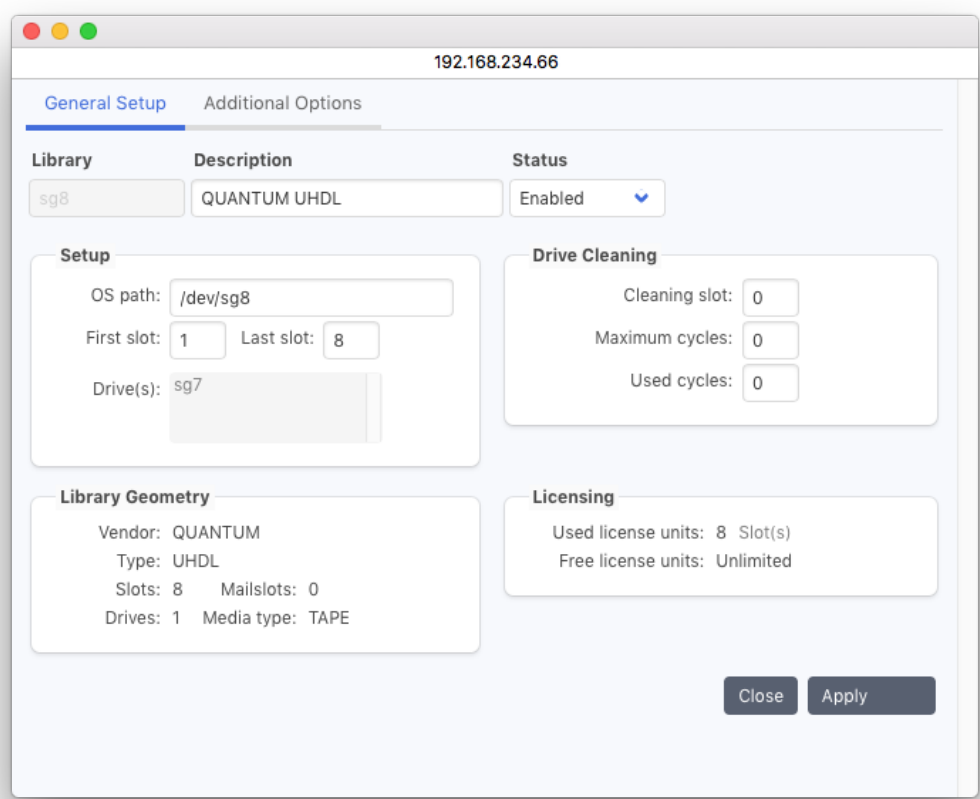 192.168.234.66
General Setup Additional Options
Library Description Status
sg8 QUANTUM UHDL Enabled
Setup
OS path: /dev/sg8
First slot: 1 Last slot: 8
Drive(s): sg7
Drive Cleaning
Cleaning slot: 0
Maximum cycles: 0
Used cycles: 0
Library Geometry
Vendor: QUANTUM
Type: UHDL
Slots: 8 Mailslots: 0
Drives: 1 Media type: TAPE
Licensing
Used license units: 8 Slot(s)
Free license units: Unlimited
Close Apply